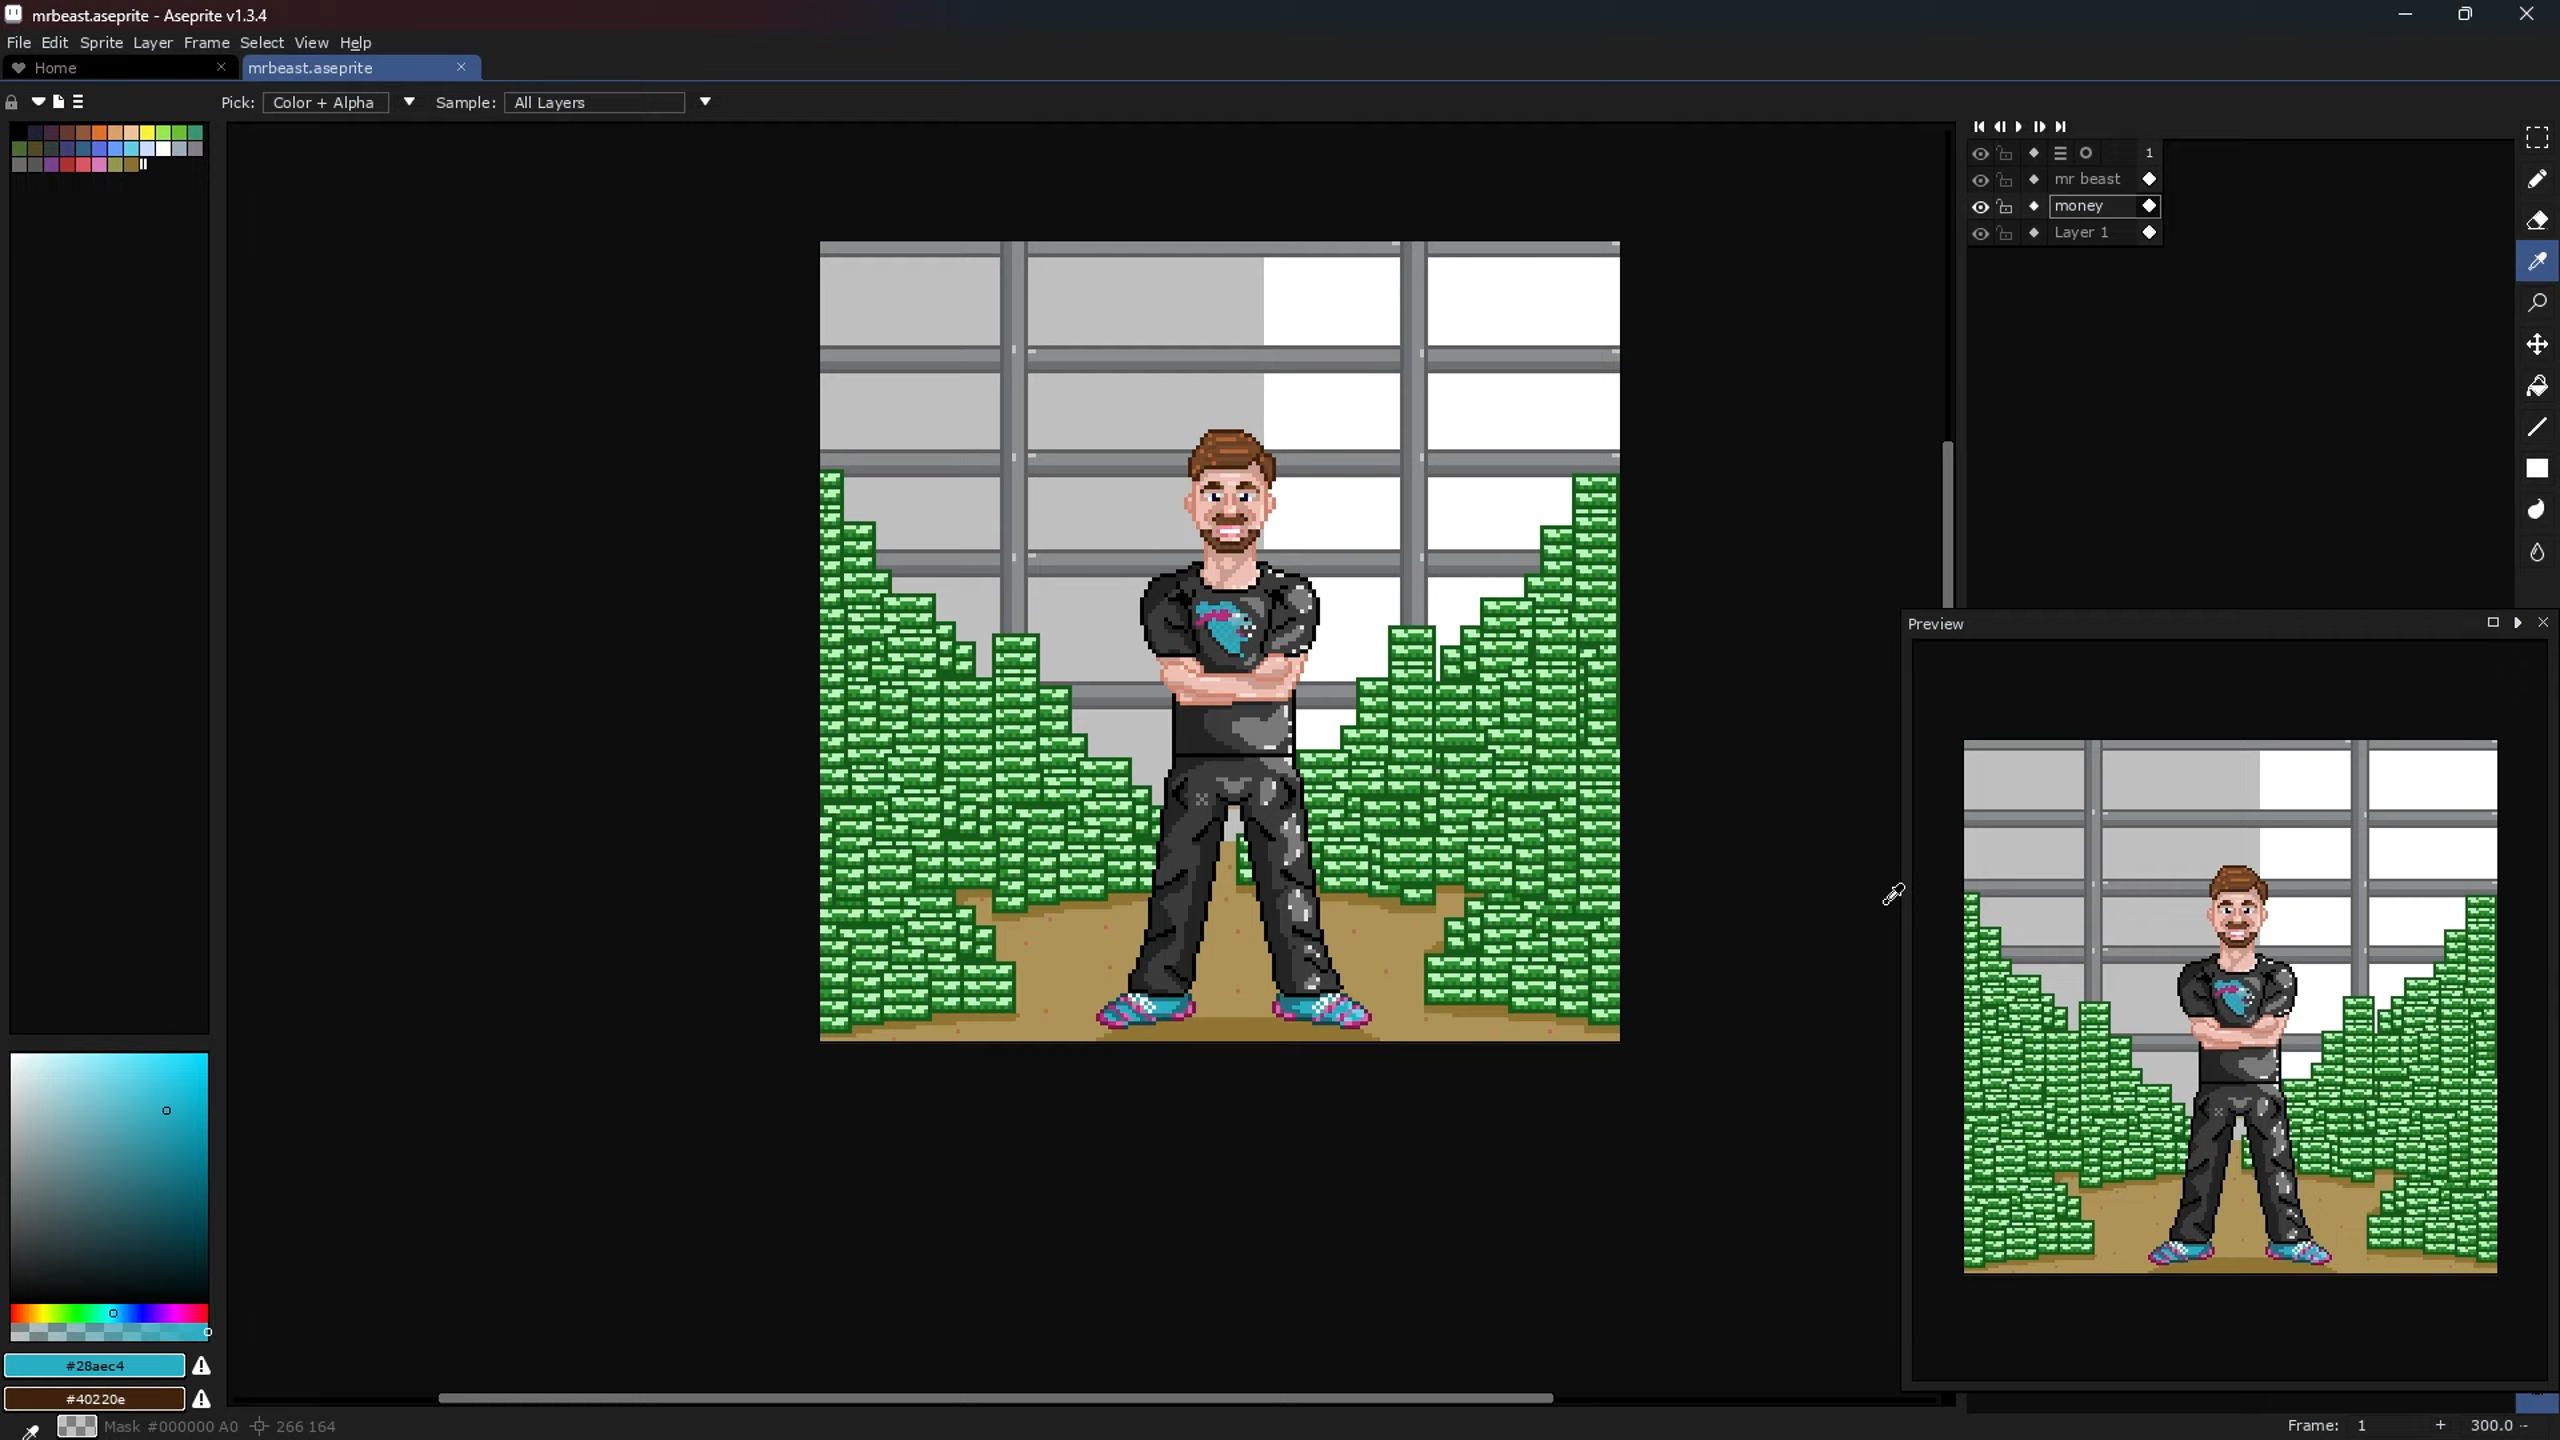 mrbeast.aseprite - Aseprite v1.3.4
File Edit Sprite Layer Frame Select View Help
Home
mrbeast.aseprite
Pick: Color + Alpha Sample: All Layers
1
mr beast
money
Layer 1
Preview
#28aec4
#40220e
Mask #000000 A0 266 164
Frame: 1 + 300.0